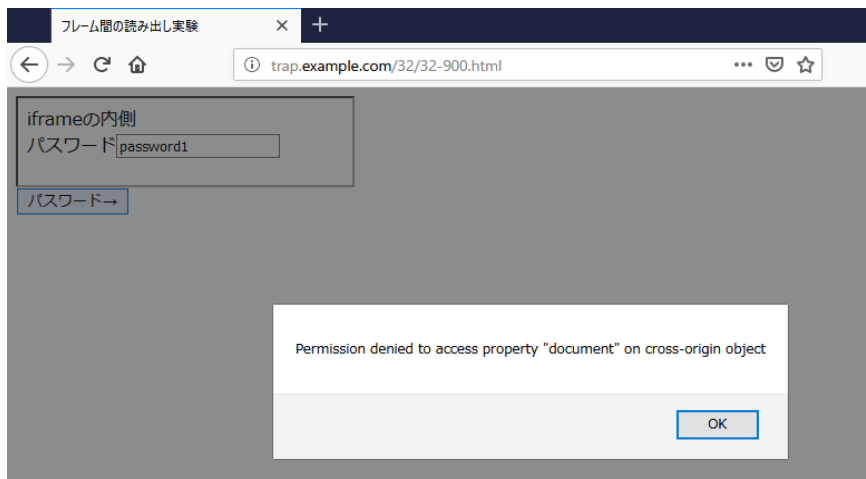 フレーム間の読み出し実験
trap.example.com/32/32-900.html
iframeの内側
パスワード password1
パスワード→
Permission denied to access property "document" on cross-origin object
OK